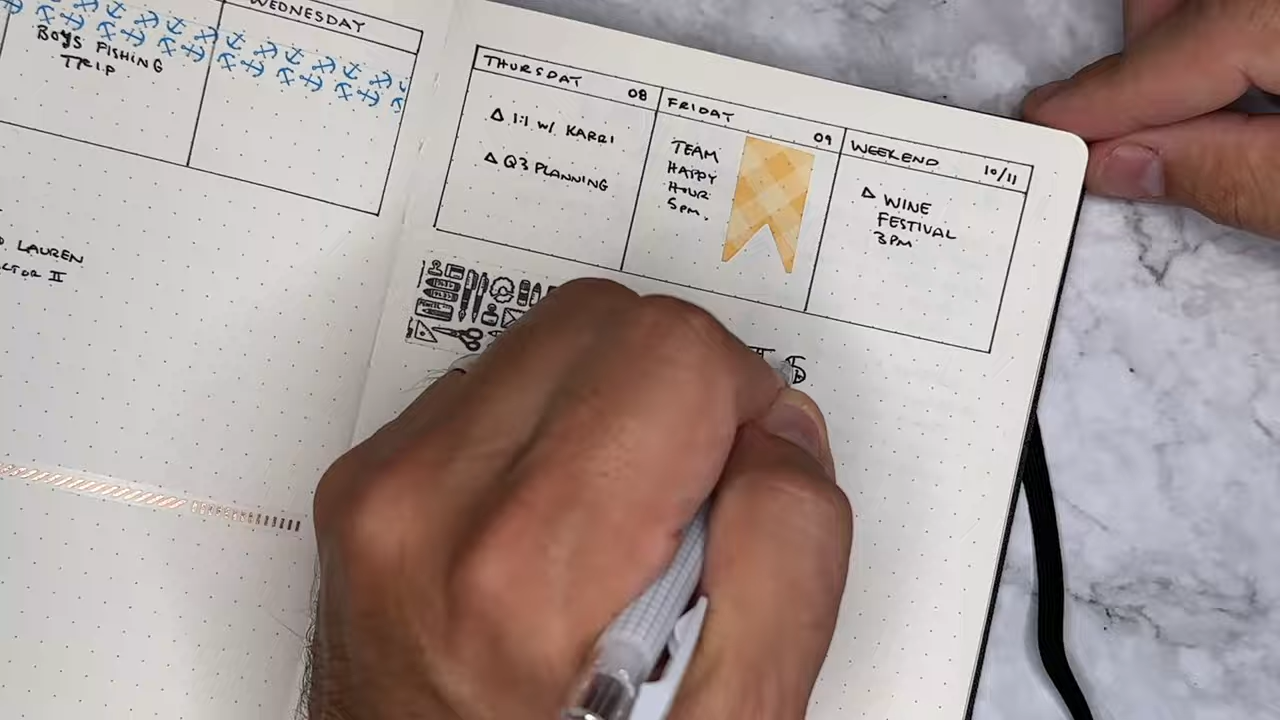 WEDNESDAY
BOYS FISHING
TRIP
LAUREN
II
THURSDAY 08
Δ 1:1 w/ KARRI
Δ Q3 PLANNING
FRIDAY 09
TEAM
HAPPY
HOUR
5PM.
WEEKEND 10/11
Δ WINE
FESTIVAL
3PM